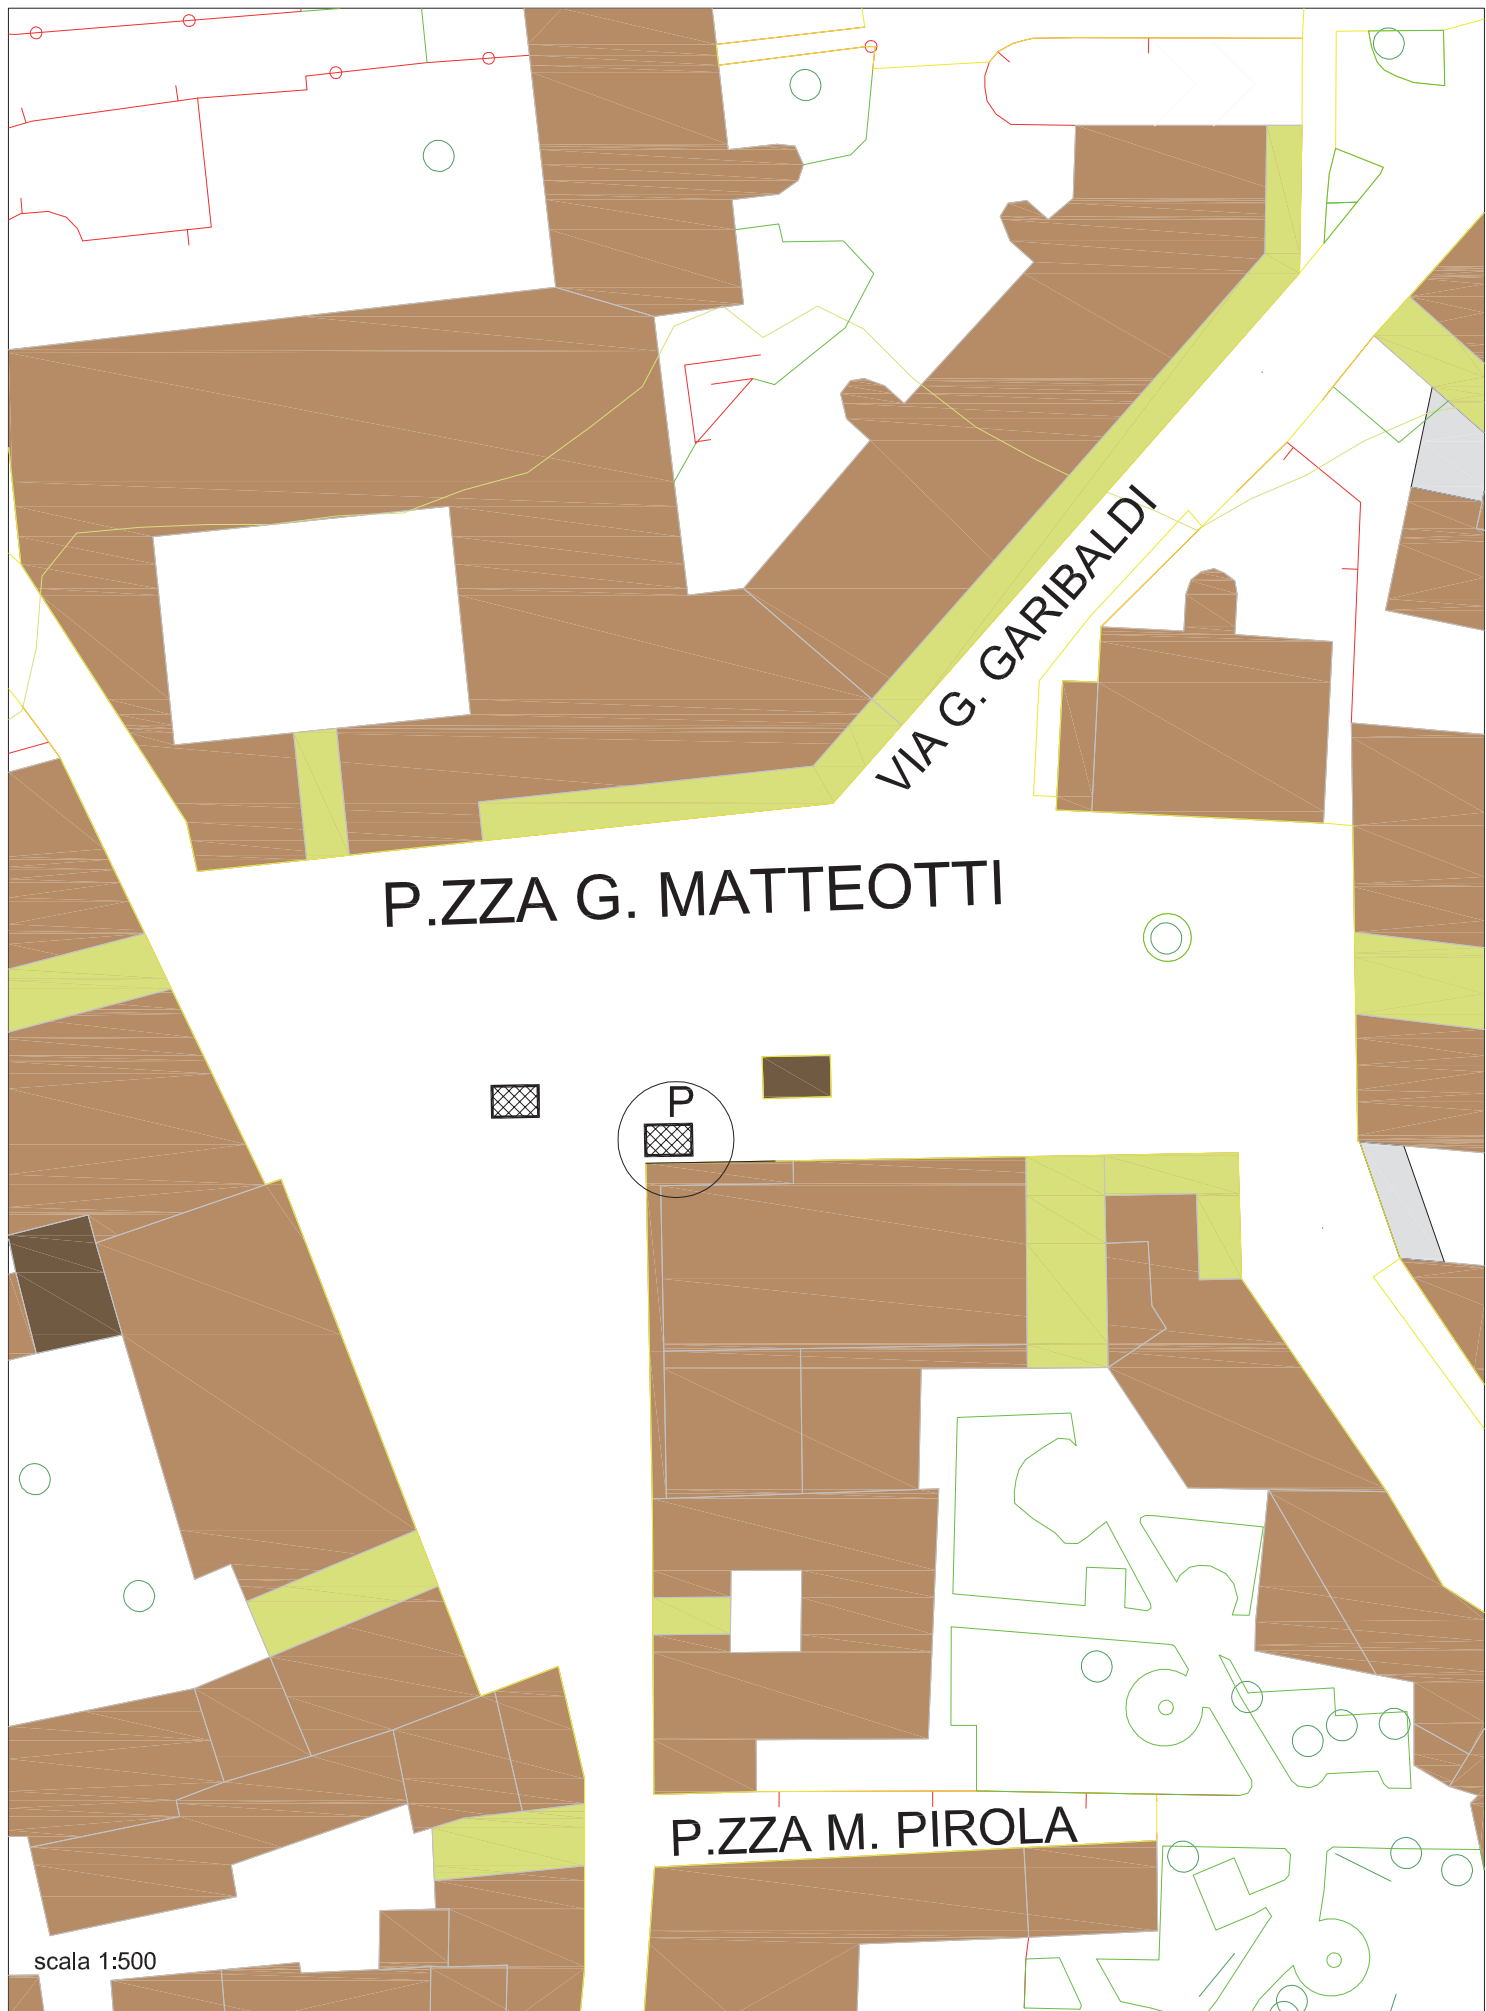 VIA G. GARIBALDI
P.ZZA G. MATTEOTTI
P
P.ZZA M. PIROLA
scala 1:500